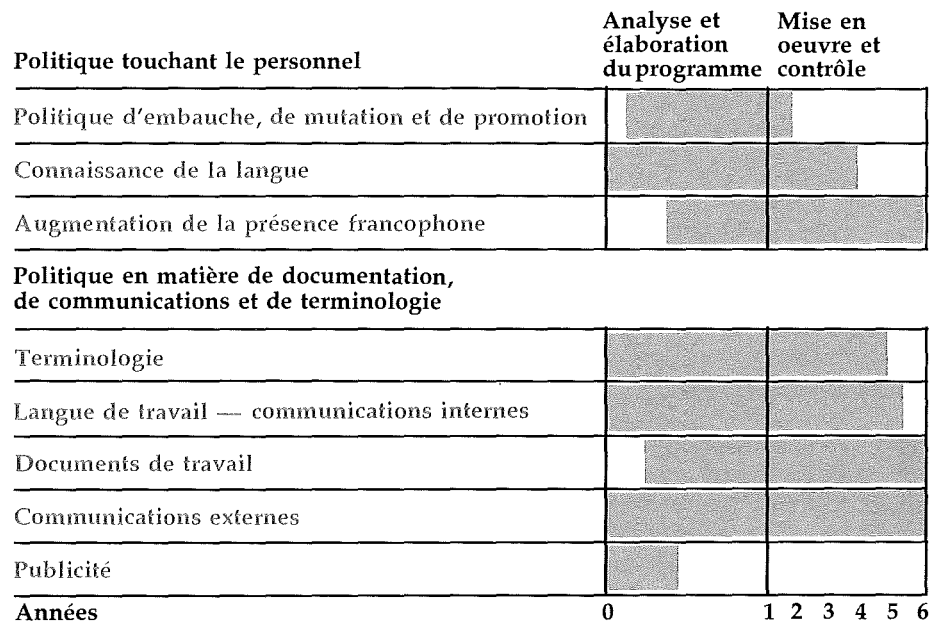 Politique touchant le personnel
Analyse et
élaboration
du programme
Mise en
oeuvre et
contrôle
Politique d'embauche, de mutation et de promotion
Connaissance de la langue
Augmentation de la présence francophone
Politique en matière de documentation,
de communications et de terminologie
Terminologie
Langue de travail — communications internes
Documents de travail
Communications externes
Publicité
Années 0 1 2 3 4 5 6